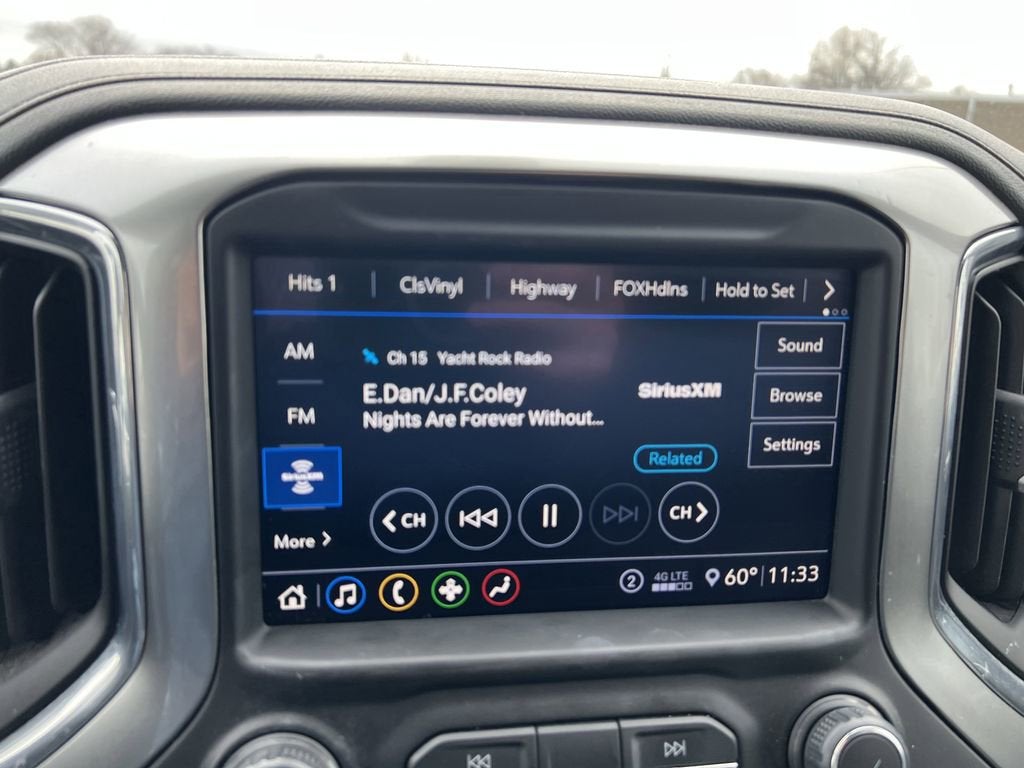 Hits 1 ClsVinyl Highway FOXHdlns Hold to Set
AM
Ch 15 Yacht Rock Radio
Sound
E.Dan/J.F.Coley
SiriusXM
Browse
FM
Nights Are Forever Without...
Settings
Related
SiriusXM
CH CH
More
2 4G LTE 60° 11:33